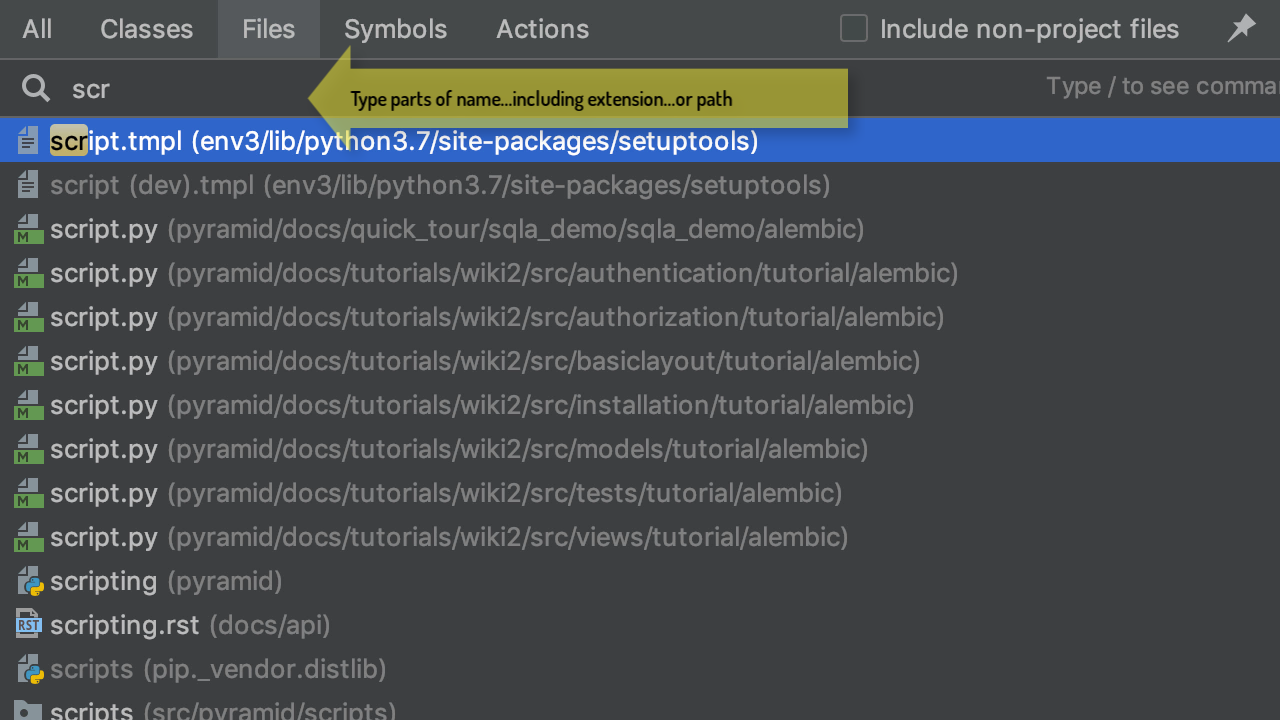 All Classes Files Symbols Actions Include non-project files
scr Type / to see comma
Type parts of name...including extension...or path
script.tmpl (env3/lib/python3.7/site-packages/setuptools)
script (dev).tmpl (env3/lib/python3.7/site-packages/setuptools)
M script.py (pyramid/docs/quick_tour/sqla_demo/sqla_demo/alembic)
M script.py (pyramid/docs/tutorials/wiki2/src/authentication/tutorial/alembic)
M script.py (pyramid/docs/tutorials/wiki2/src/authorization/tutorial/alembic)
M script.py (pyramid/docs/tutorials/wiki2/src/basiclayout/tutorial/alembic)
M script.py (pyramid/docs/tutorials/wiki2/src/installation/tutorial/alembic)
M script.py (pyramid/docs/tutorials/wiki2/src/models/tutorial/alembic)
M script.py (pyramid/docs/tutorials/wiki2/src/tests/tutorial/alembic)
M script.py (pyramid/docs/tutorials/wiki2/src/views/tutorial/alembic)
scripting (pyramid)
RST scripting.rst (docs/api)
scripts (pip._vendor.distlib)
scripts (src/pyramid/scripts)